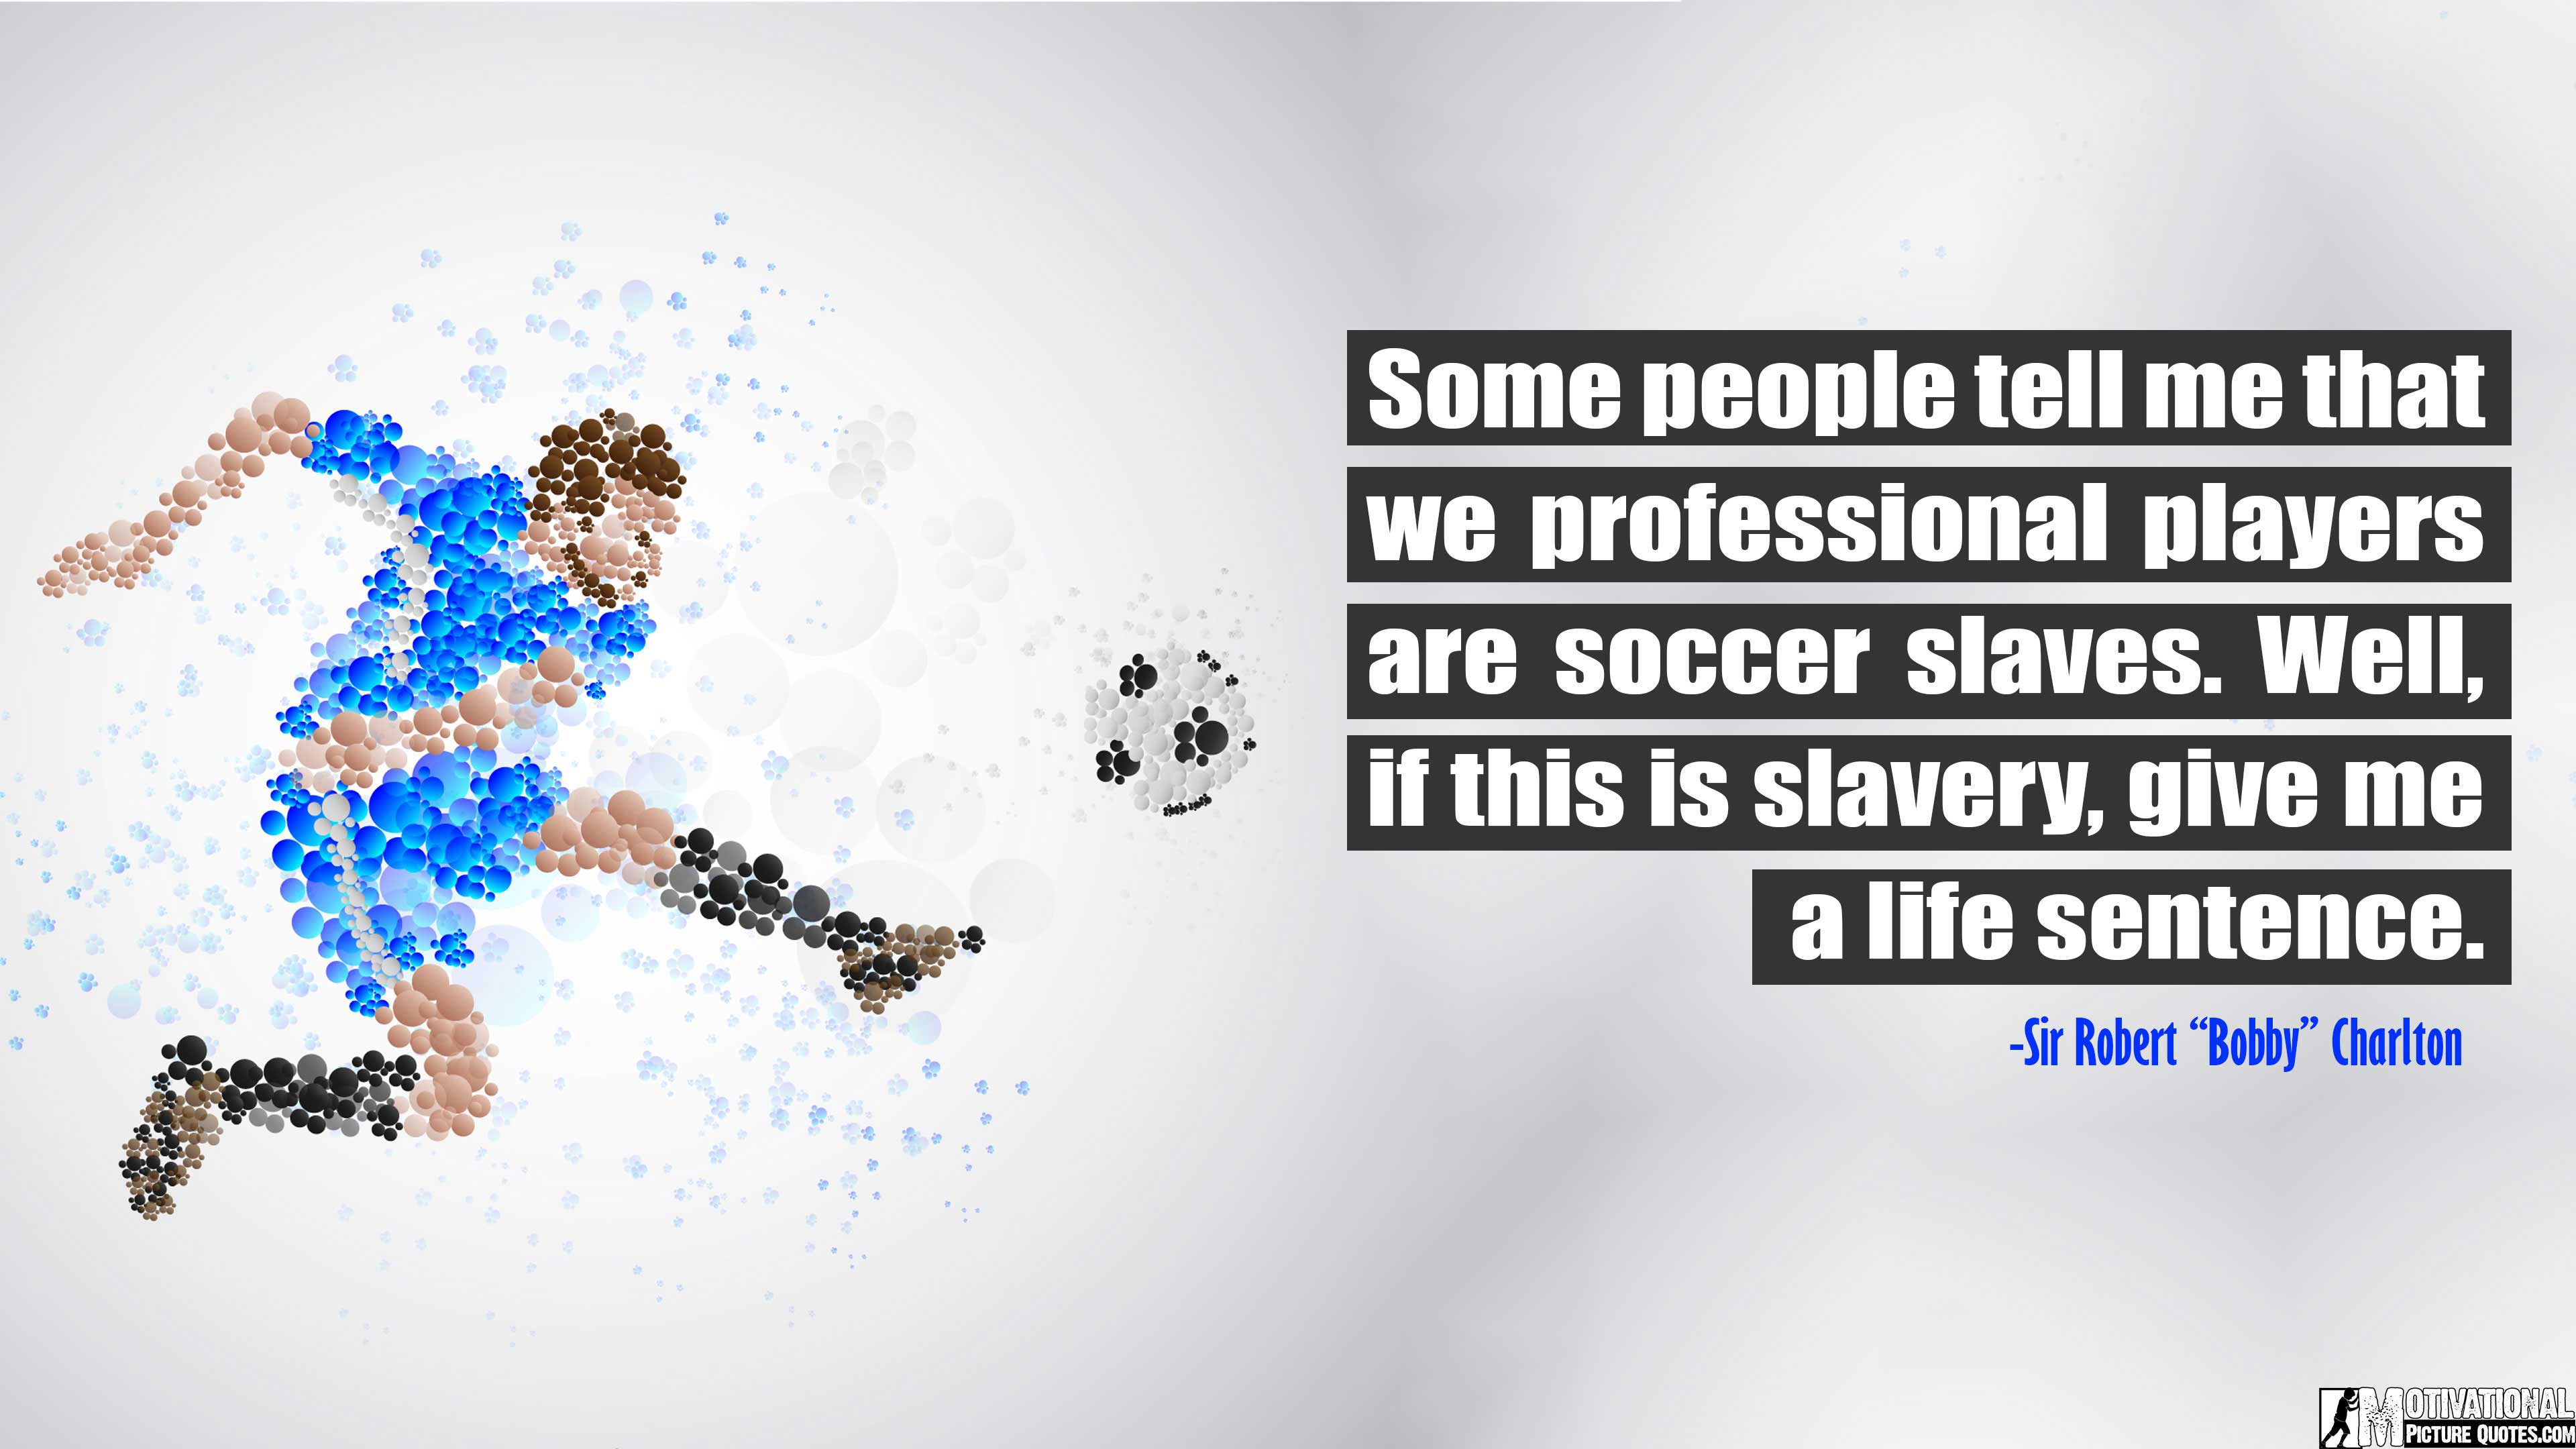 Some people tell me that
we professional players
are soccer slaves. Well,
if this is slavery, give me
a life sentence.
-Sir Robert “Bobby” Charlton
MOTIVATIONAL
PICTURE QUOTES.COM